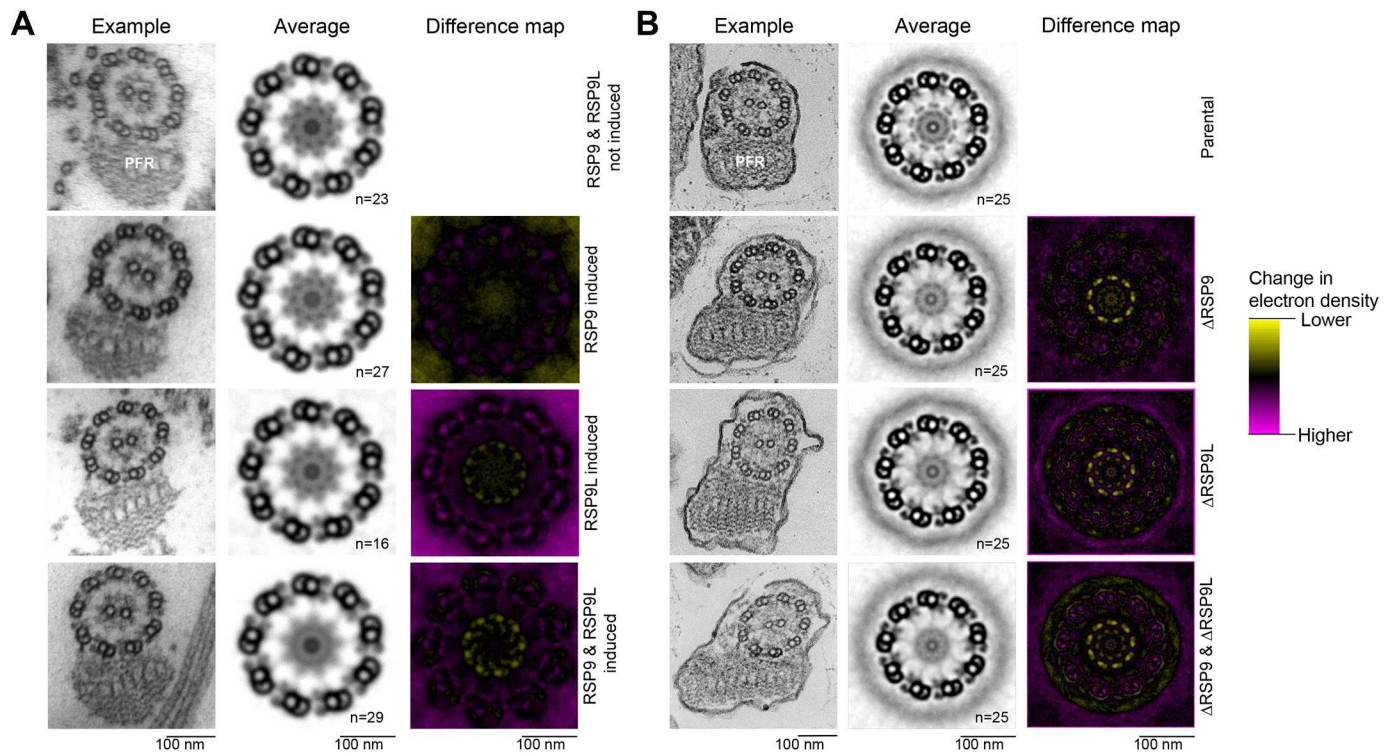 A
Example
Average
Difference map
PFR
n=23
RSP9 & RSP9L
not induced
n=27
RSP9 induced
n=16
RSP9L induced
n=29
RSP9 & RSP9L
induced
100 nm
100 nm
100 nm
B
Example
Average
Difference map
PFR
n=25
Parental
n=25
ΔRSP9
n=25
ΔRSP9L
n=25
ΔRSP9 & ΔRSP9L
100 nm
100 nm
100 nm
Change in
electron density
Lower
Higher